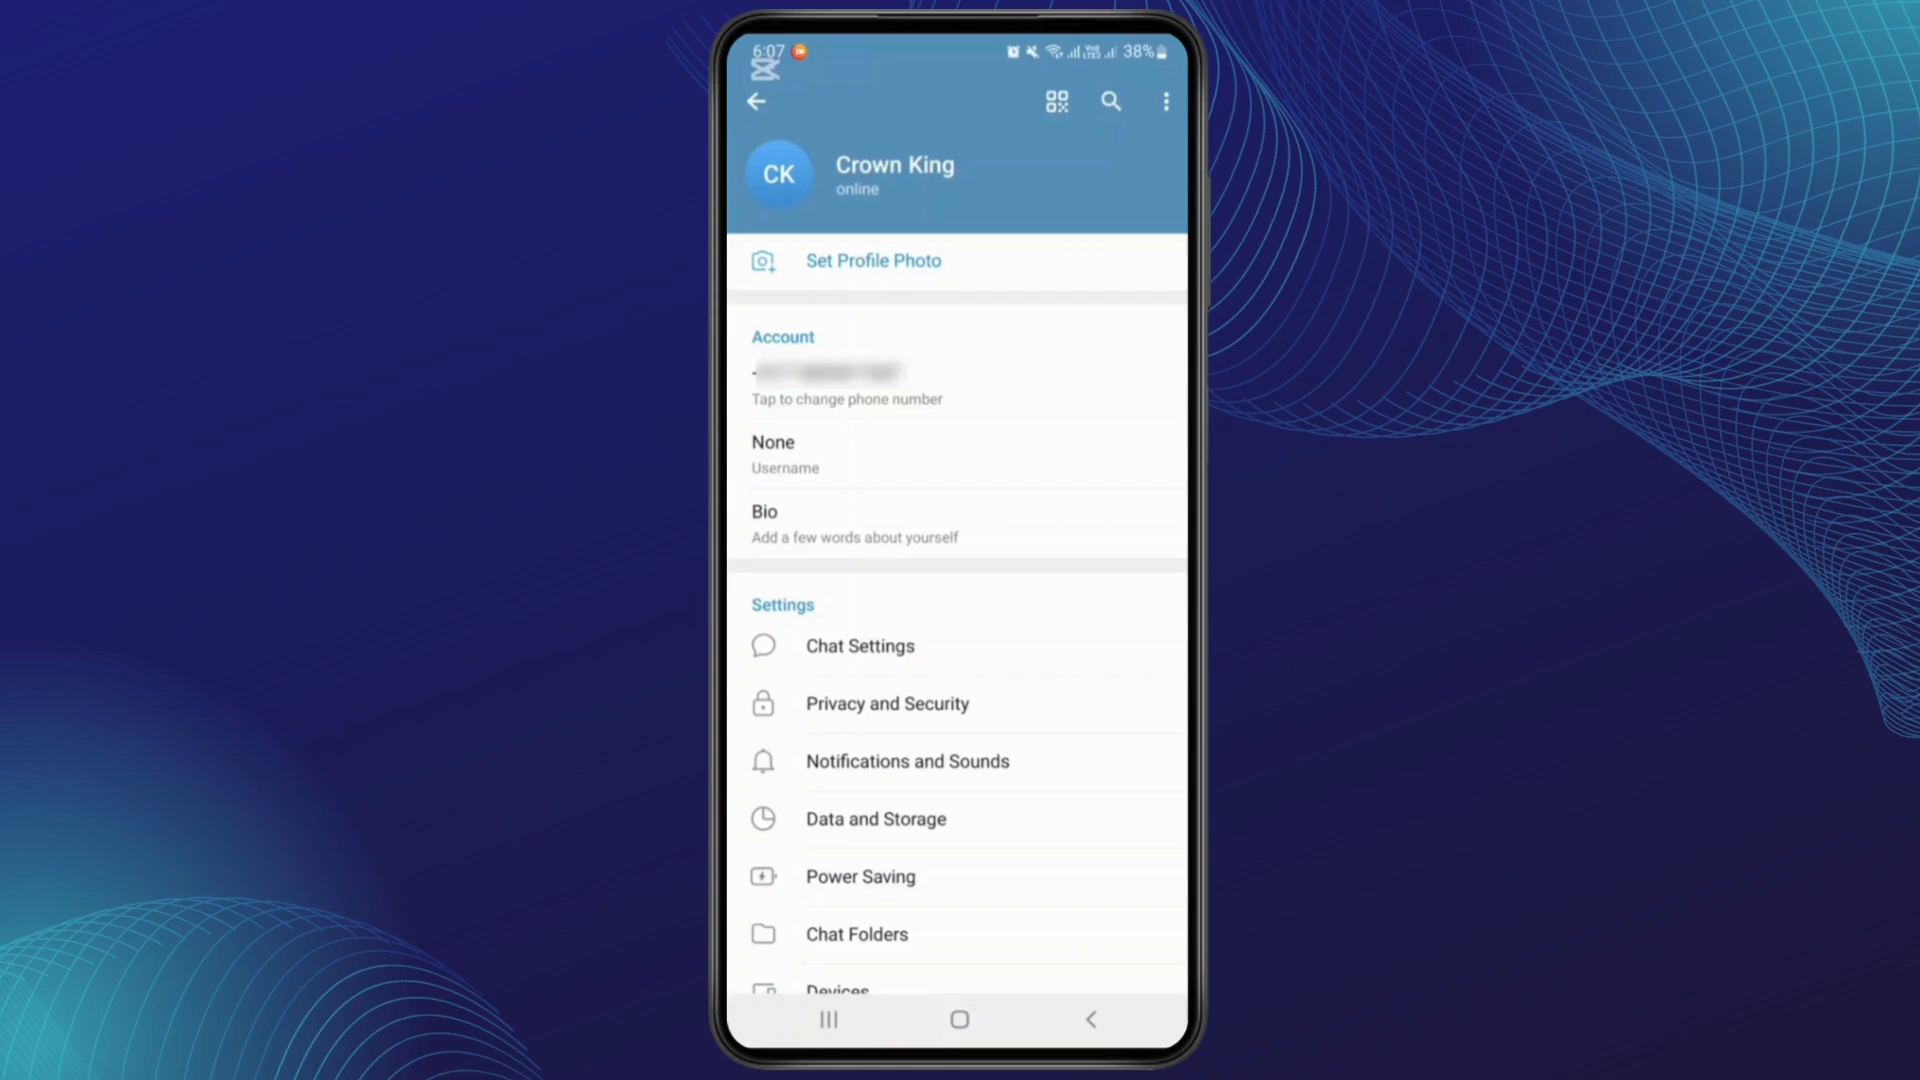 6:07 38%
CK
Crown King
online
Set Profile Photo
Account
Tap to change phone number
None
Username
Bio
Add a few words about yourself
Settings
Chat Settings
Privacy and Security
Notifications and Sounds
Data and Storage
Power Saving
Chat Folders
Devices